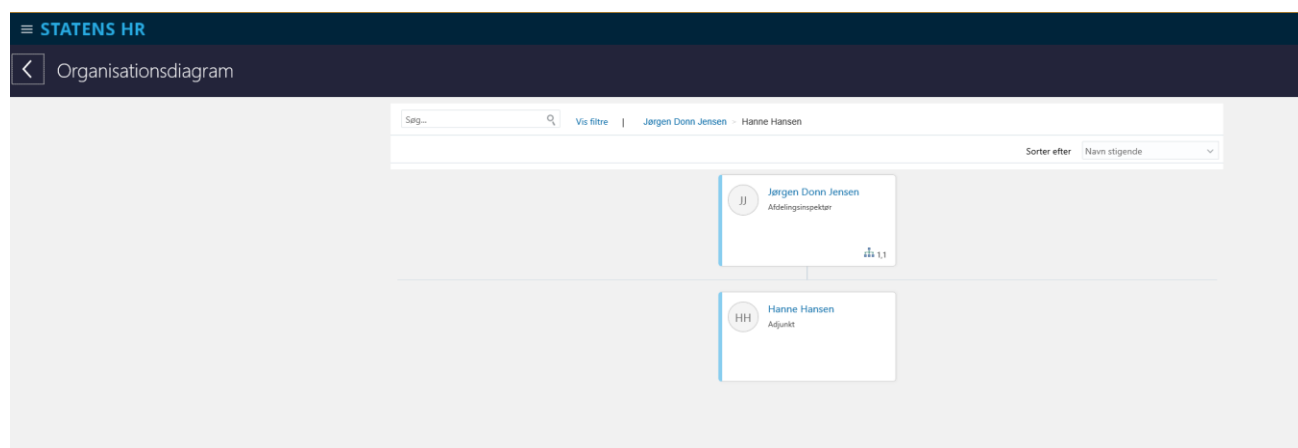 ≡ STATENS HR
Organisationsdiagram
Søg... Vis filtre | Jørgen Donn Jensen > Hanne Hansen
Sorter efter Navn stigende
JJ Jørgen Donn Jensen
Afdelingsinspektør
1,1
HH Hanne Hansen
Adjunkt